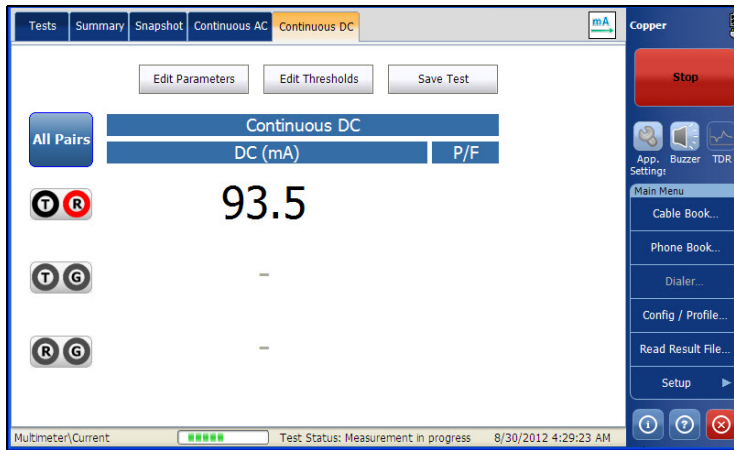 Tests Summary Snapshot Continuous AC Continuous DC mA
Edit Parameters Edit Thresholds Save Test
All Pairs
Continuous DC
DC (mA) P/F
T R 93.5
T G -
R G -
Multimeter\Current Test Status: Measurement in progress 8/30/2012 4:29:23 AM
Copper
Stop
App. Settings Buzzer TDR
Main Menu
Cable Book...
Phone Book...
Dialer...
Config / Profile...
Read Result File...
Setup
i ?